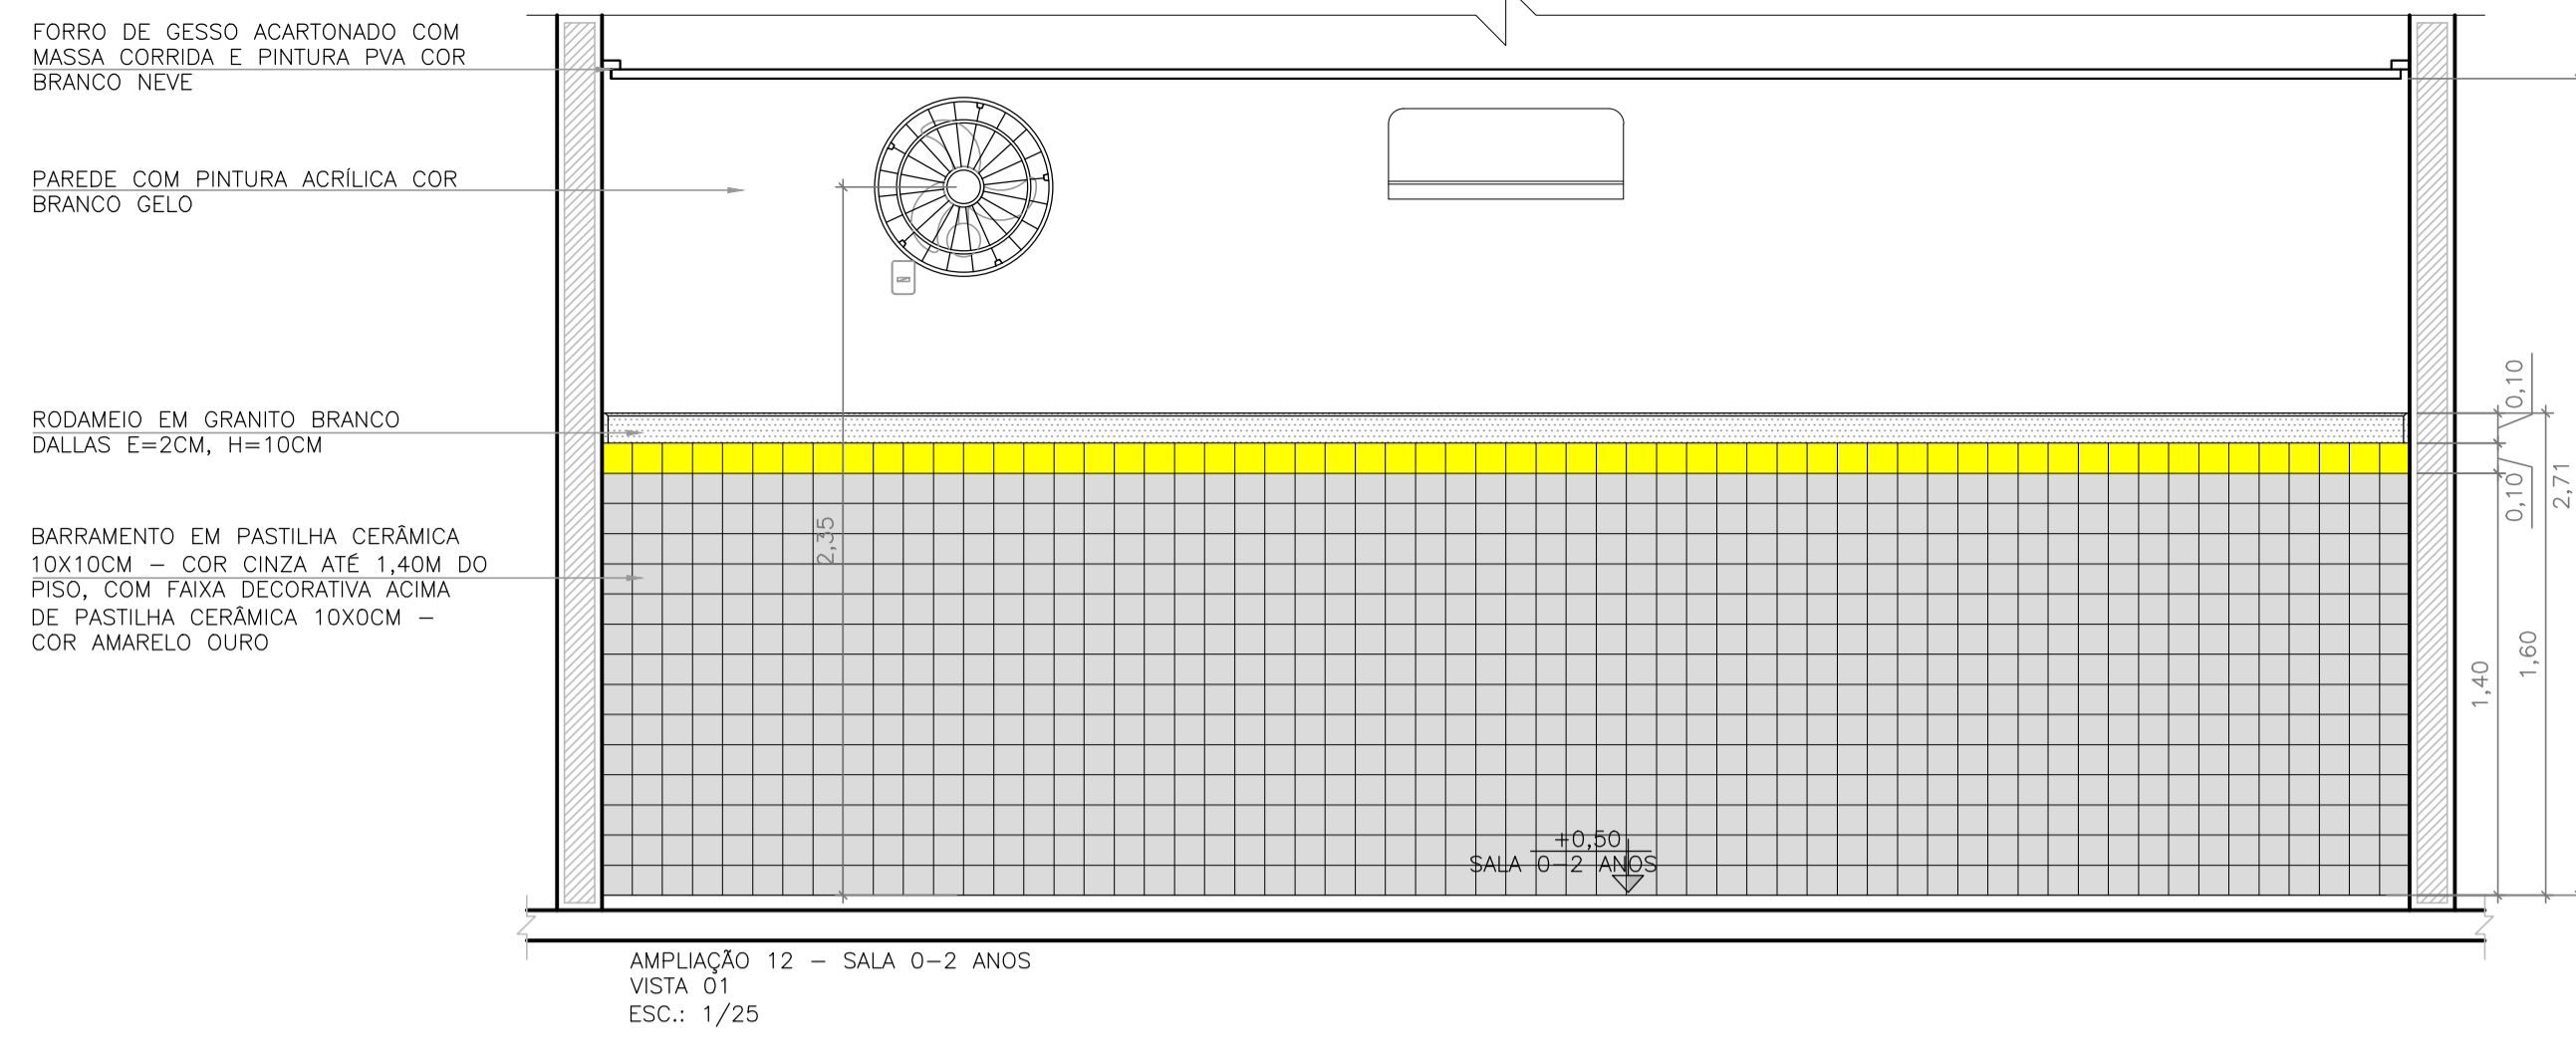 FORRO DE GESSO ACARTONADO COM
MASSA CORRIDA E PINTURA PVA COR
BRANCO NEVE
PAREDE COM PINTURA ACRÍLICA COR
BRANCO GELO
RODAMEIO EM GRANITO BRANCO
DALLAS E=2CM, H=10CM
BARRAMENTO EM PASTILHA CERÂMICA
10X10CM – COR CINZA ATÉ 1,40M DO
PISO, COM FAIXA DECORATIVA ACIMA
DE PASTILHA CERÂMICA 10X0CM –
COR AMARELO OURO
2,35
0,10
0,10
2,71
1,60
1,40
+0,50
SALA 0-2 ANOS
AMPLIAÇÃO 12 – SALA 0-2 ANOS
VISTA 01
ESC.: 1/25